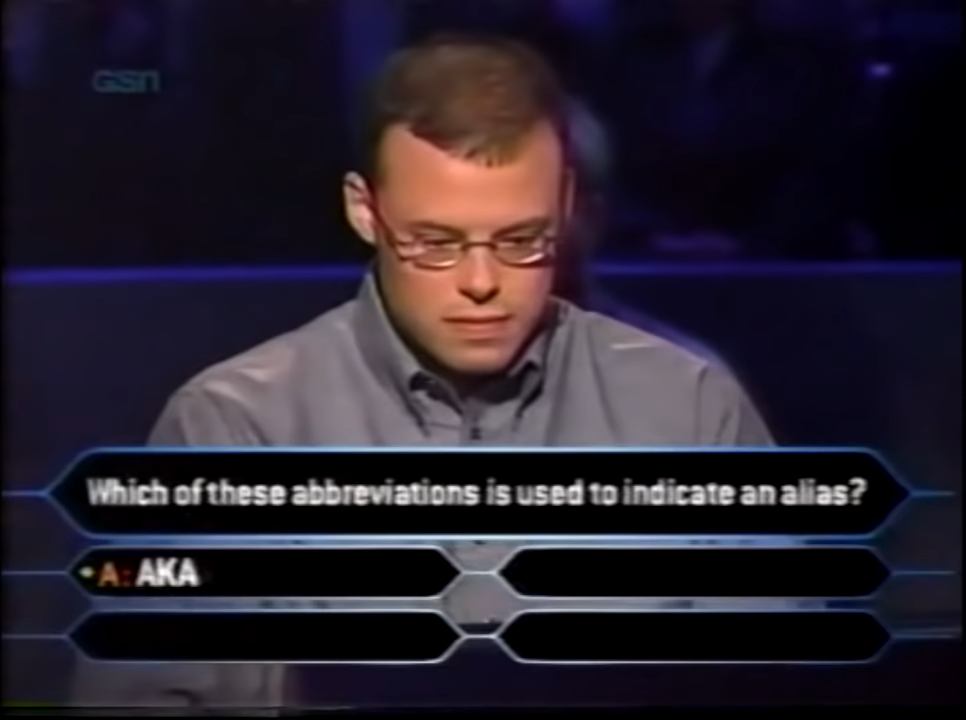 GSN
Which of these abbreviations is used to indicate an alias?
A: AKA